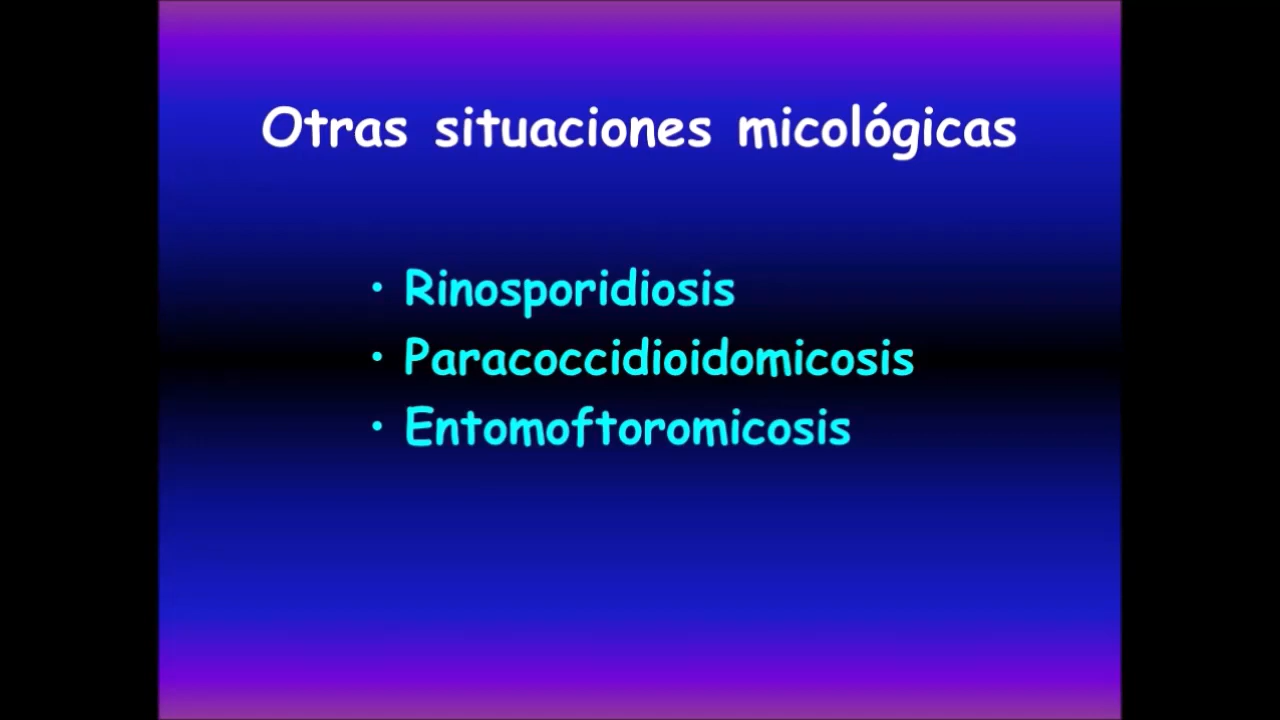 Otras situaciones micológicas
• Rinosporidiosis
• Paracoccidioidomicosis
• Entomoftoromicosis